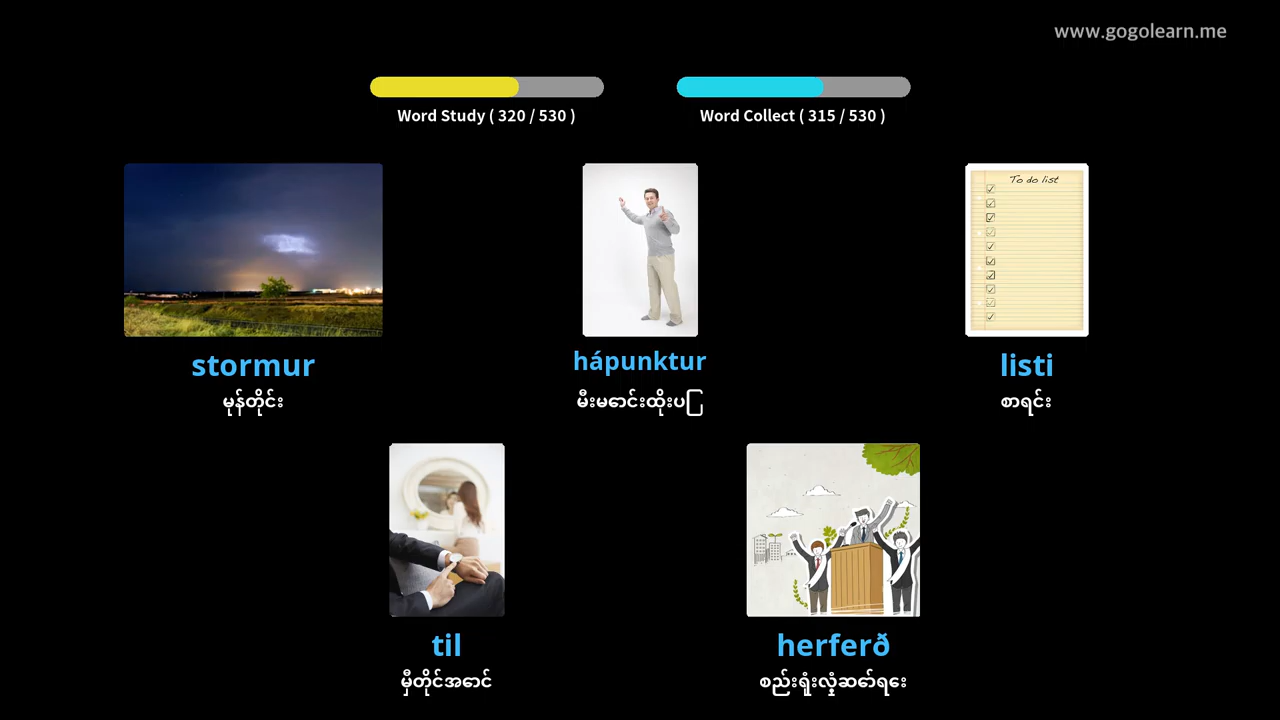 www.gogolearn.me
Word Study ( 320 / 530 )
Word Collect ( 315 / 530 )
To do list
stormur
hápunktur
listi
မုန်တိုင်း
မီးမောင်းထိုးပြ
စာရင်း
til
herferð
မှီတိုင်အောင်
စည်းရုံးလှုံ့ဆော်ရေး